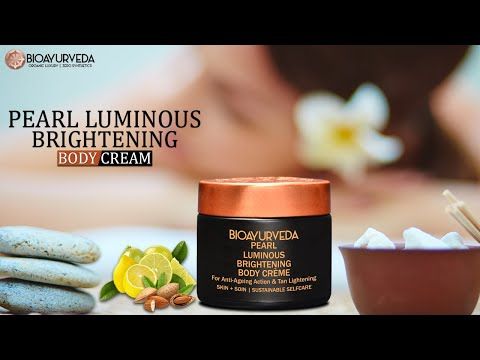 BIOAYURVEDA
ORGANIC LUXURY | ZERO SYNTHETICS
PEARL LUMINOUS
BRIGHTENING
BODY CREAM
BIOAYURVEDA
PEARL
LUMINOUS
BRIGHTENING
BODY CRÈME
For Anti-Ageing Action & Tan Lightening
SKIN + SOIN | SUSTAINABLE SELFCARE